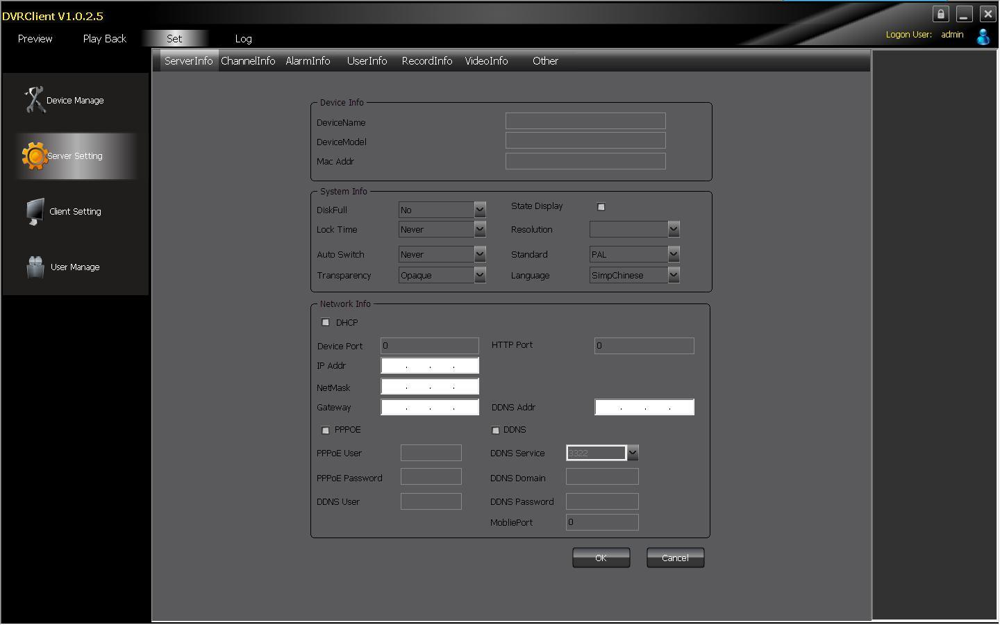 DVRClient V1.0.2.5
Logon User: admin
Preview Play Back Set Log
ServerInfo ChannelInfo AlarmInfo UserInfo RecordInfo VideoInfo Other
Device Manage
Server Setting
Client Setting
User Manage
Device Info
DeviceName
DeviceModel
Mac Addr
System Info
DiskFull No State Display
Lock Time Never Resolution
Auto Switch Never Standard PAL
Transparency Opaque Language SimpChinese
Network Info
DHCP
Device Port 0 HTTP Port 0
IP Addr . . .
NetMask . . .
Gateway . . . DDNS Addr . . .
PPPOE DDNS
PPPoE User DDNS Service 3322
PPPoE Password DDNS Domain
DDNS User DDNS Password
MobliePort 0
OK Cancel